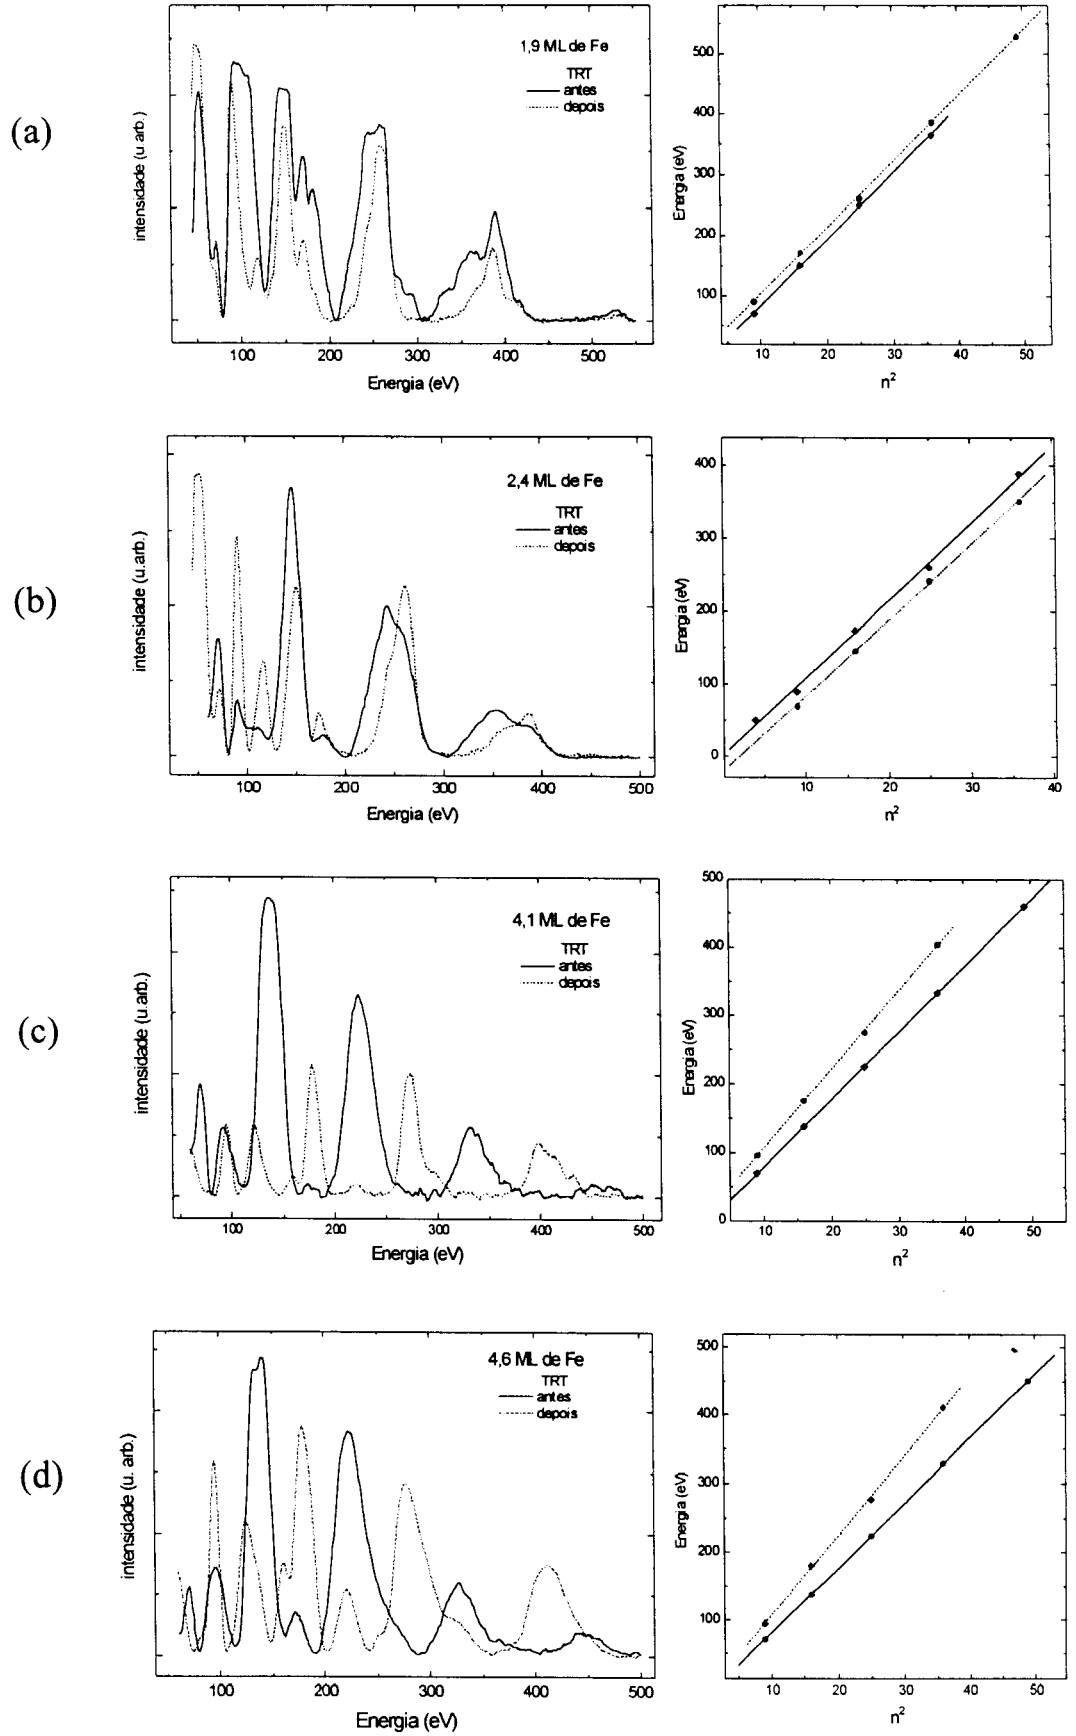 (a)
1,9 ML de Fe
TRT
antes
depois
intensidade (u.arb.)
100
200
300
400
500
Energia (eV)
500
400
300
200
100
Energia (eV)
10
20
30
40
50
n²
(b)
2,4 ML de Fe
TRT
antes
depois
intensidade (u.arb.)
100
200
300
400
500
Energia (eV)
400
300
200
100
0
Energia (eV)
10
20
30
40
n²
(c)
4,1 ML de Fe
TRT
antes
depois
intensidade (u.arb.)
100
200
300
400
500
Energia (eV)
500
400
300
200
100
0
Energia (eV)
10
20
30
40
50
n²
(d)
4,6 ML de Fe
TRT
antes
depois
intensidade (u. arb.)
100
200
300
400
500
Energia (eV)
500
400
300
200
100
Energia (eV)
10
20
30
40
50
n²